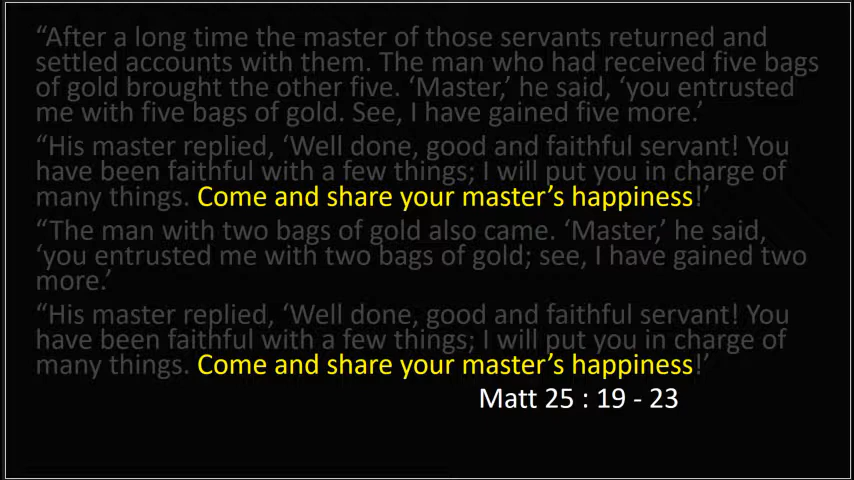 “After a long time the master of those servants returned and
settled accounts with them. The man who had received five bags
of gold brought the other five. ‘Master,’ he said, ‘you entrusted
me with five bags of gold. See, I have gained five more.’
“His master replied, ‘Well done, good and faithful servant! You
have been faithful with a few things; I will put you in charge of
many things. Come and share your master’s happiness!’
“The man with two bags of gold also came. ‘Master,’ he said,
‘you entrusted me with two bags of gold; see, I have gained two
more.’
“His master replied, ‘Well done, good and faithful servant! You
have been faithful with a few things; I will put you in charge of
many things. Come and share your master’s happiness!’
Matt 25 : 19 - 23